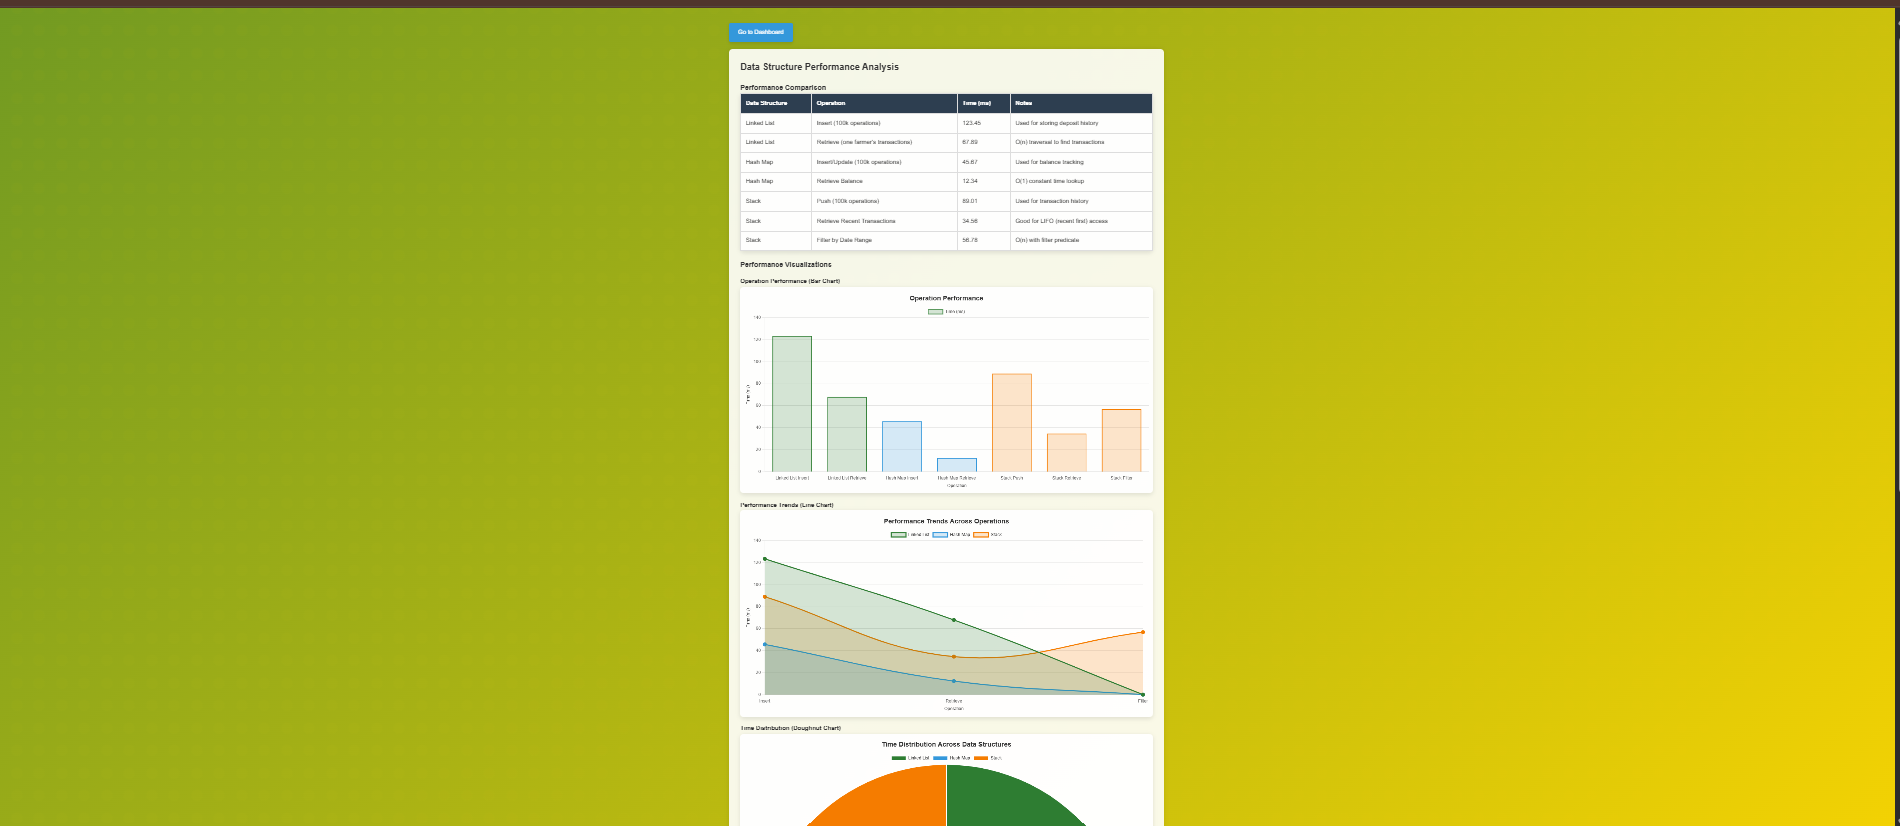 Go to Dashboard
Data Structure Performance Analysis
Performance Comparison
Data Structure Operation Time (ms) Notes
Linked List Insert (100k operations) 123.45 Used for storing deposit history
Linked List Retrieve (one farmer's transactions) 67.89 O(n) traversal to find transactions
Hash Map Insert/Update (100k operations) 45.67 Used for balance tracking
Hash Map Retrieve Balance 12.34 O(1) constant time lookup
Stack Push (100k operations) 89.01 Used for transaction history
Stack Retrieve Recent Transactions 34.56 Good for LIFO (recent first) access
Stack Filter by Date Range 56.78 O(n) with filter predicate
Performance Visualizations
Operation Performance (Bar Chart)
Operation Performance
Time (ms)
140
120
100
80
Time (ms)
60
40
20
0
Linked List Insert Linked List Retrieve Hash Map Insert Hash Map Retrieve Stack Push Stack Retrieve Stack Filter
Operation
Performance Trends (Line Chart)
Performance Trends Across Operations
Linked List Hash Map Stack
140
120
100
80
Time (ms)
60
40
20
0
Insert Retrieve Filter
Operation
Time Distribution (Doughnut Chart)
Time Distribution Across Data Structures
Linked List Hash Map Stack